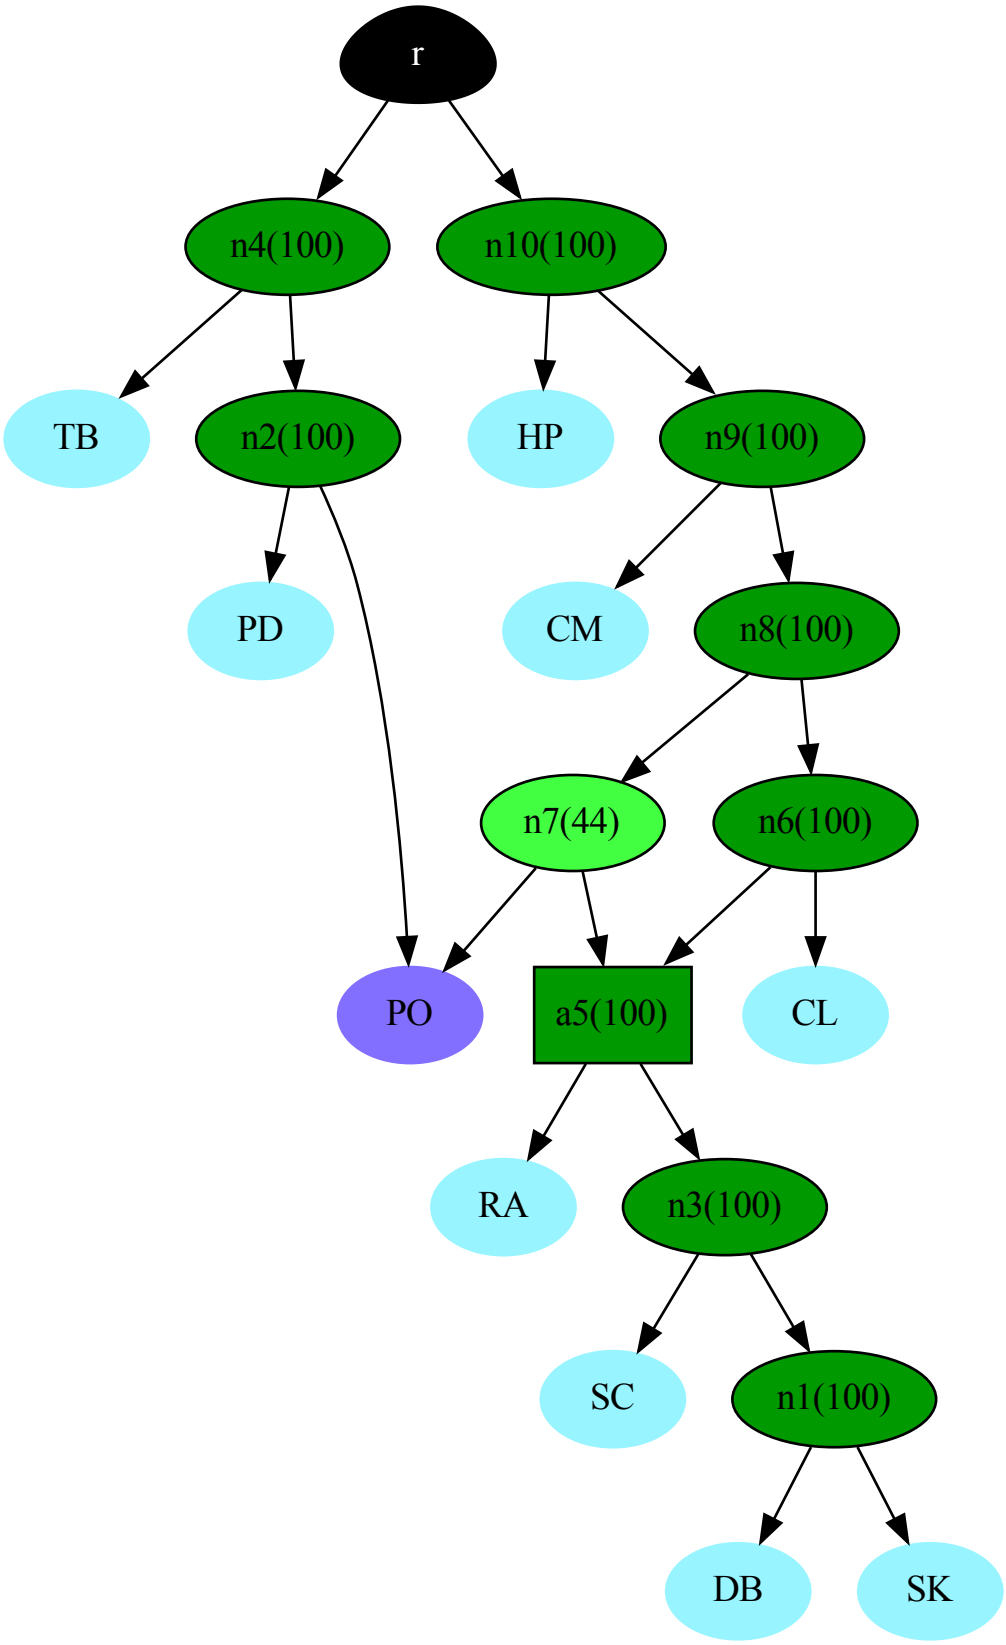 r
n4(100)
n10(100)
TB
n2(100)
HP
n9(100)
PD
CM
n8(100)
n7(44)
n6(100)
PO
a5(100)
CL
RA
n3(100)
SC
n1(100)
DB
SK